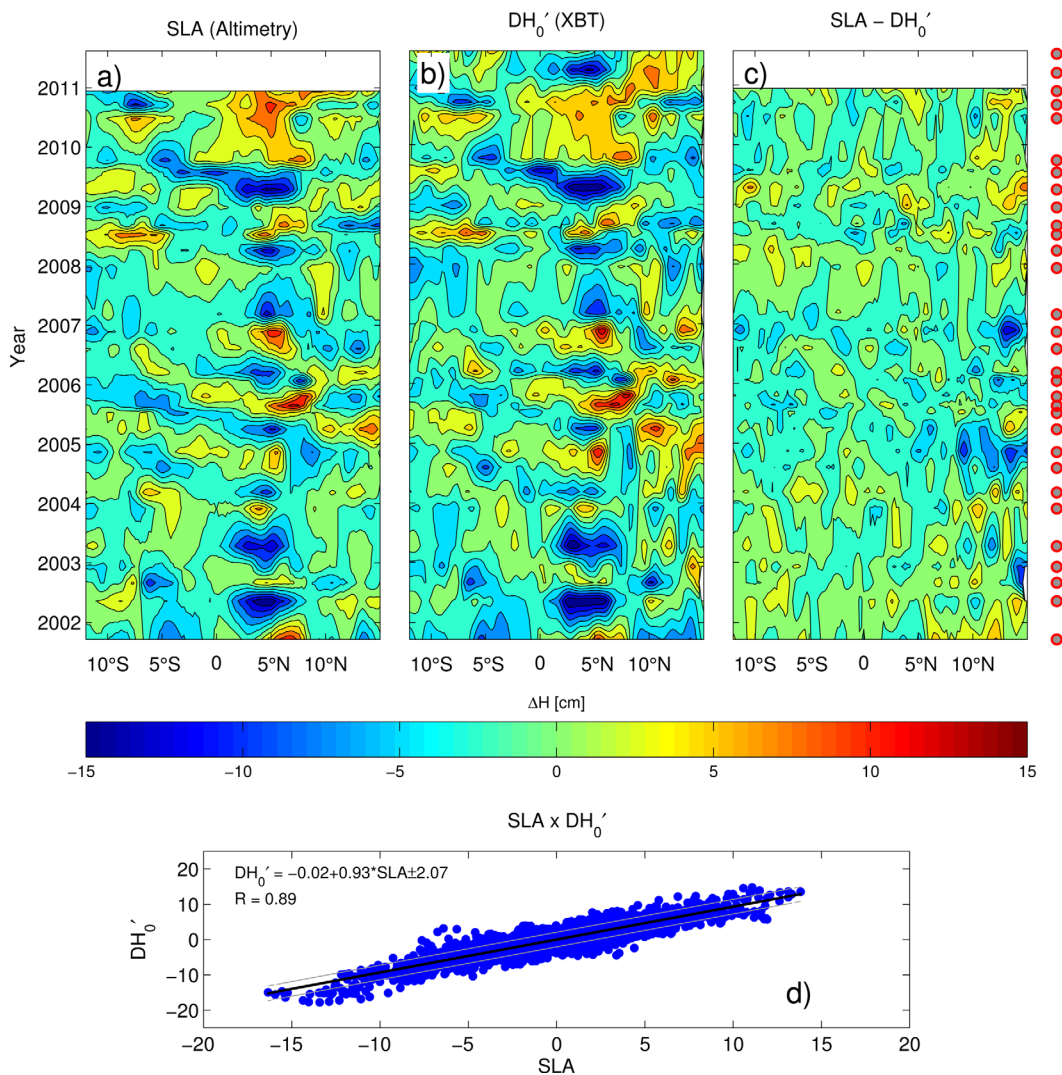 SLA (Altimetry)
DH₀′ (XBT)
SLA − DH₀′
a)
b)
c)
2011
2010
2009
2008
2007
2006
2005
2004
2003
2002
Year
10°S 5°S 0 5°N 10°N
10°S 5°S 0 5°N 10°N
10°S 5°S 0 5°N 10°N
ΔH [cm]
−15 −10 −5 0 5 10 15
SLA x DH₀′
DH₀′ = −0.02+0.93*SLA±2.07
R = 0.89
20
10
0
−10
−20
DH₀′
d)
−20 −15 −10 −5 0 5 10 15 20
SLA